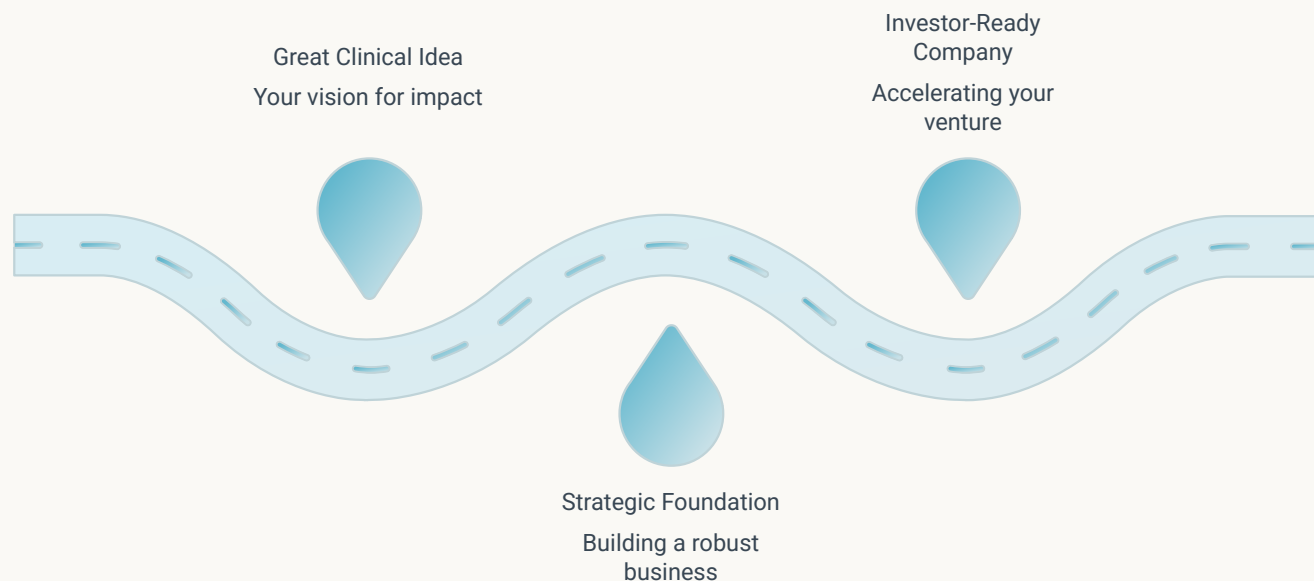 Great Clinical Idea
Your vision for impact
Strategic Foundation
Building a robust
business
Investor-Ready
Company
Accelerating your
venture